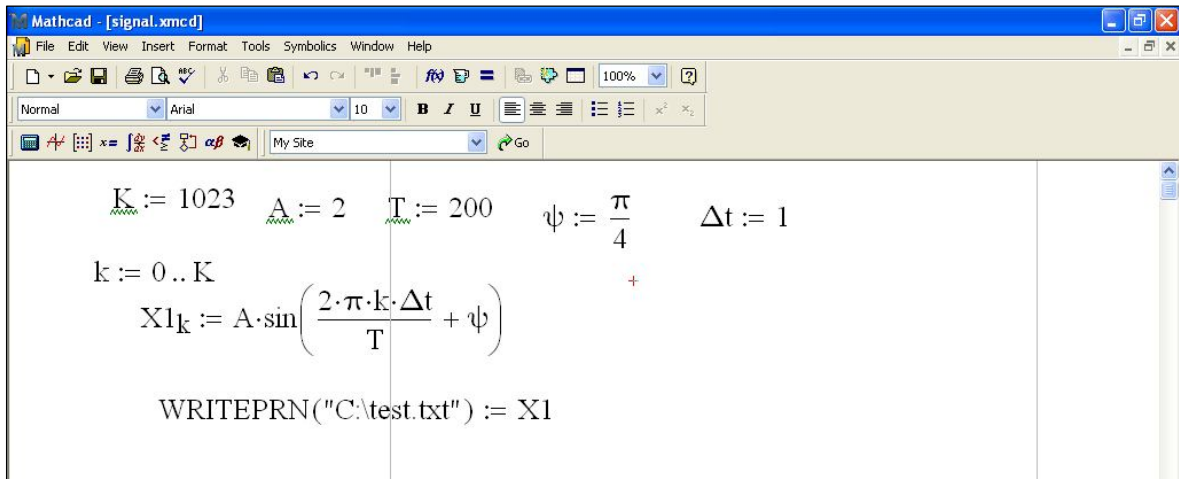 Mathcad - [signal.xmcd]
File Edit View Insert Format Tools Symbolics Window Help
100%
Normal Arial 10 B I U
My Site Go
K := 1023 A := 2 T := 200 ψ := π/4 Δt := 1
k := 0 .. K
X1k := A·sin(2·π·k·Δt/T + ψ)
WRITEPRN("C:\test.txt") := X1